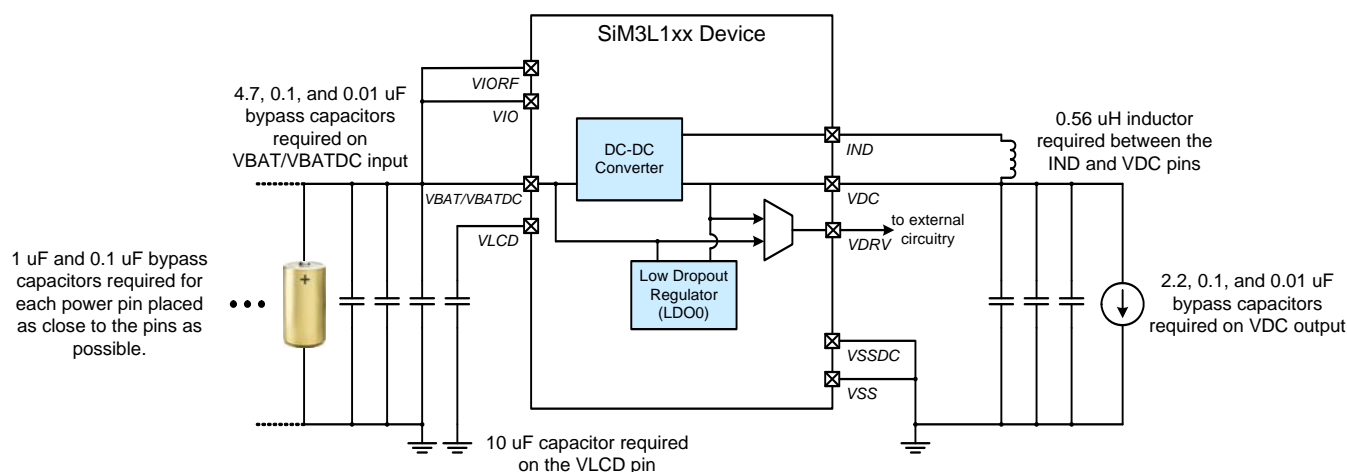 SiM3L1xx Device
VIORF
4.7, 0.1, and 0.01 uF
bypass capacitors
required on
VBAT/VBATDC input
VIO
DC-DC
Converter
IND
0.56 uH inductor
required between the
IND and VDC pins
VBAT/VBATDC
VDC
VLCD
VDRV
to external
circuitry
1 uF and 0.1 uF bypass
capacitors required for
each power pin placed
as close to the pins as
possible.
+
Low Dropout
Regulator
(LDO0)
2.2, 0.1, and 0.01 uF
bypass capacitors
required on VDC output
VSSDC
VSS
10 uF capacitor required
on the VLCD pin